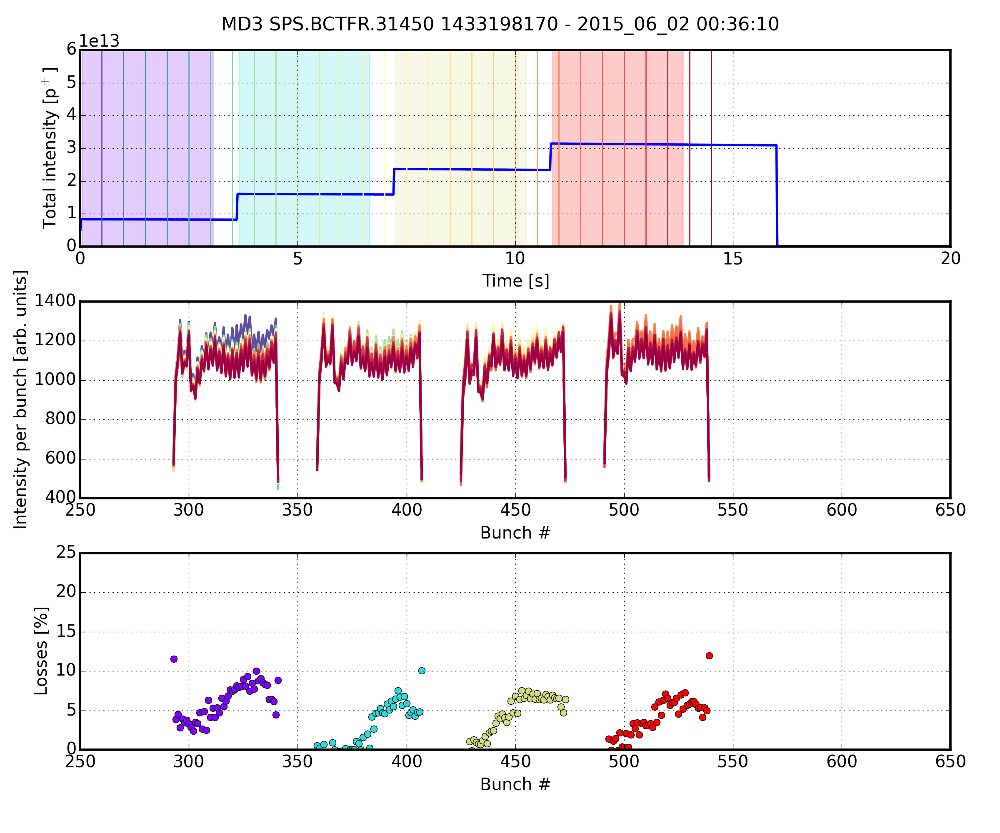 MD3 SPS.BCTFR.31450 1433198170 - 2015_06_02 00:36:10
1e13
Total intensity [p+]
6
5
4
3
2
1
0
0 5 10 15 20
Time [s]
Intensity per bunch [arb. units]
1400
1200
1000
800
600
400
250 300 350 400 450 500 550 600 650
Bunch #
Losses [%]
25
20
15
10
5
0
250 300 350 400 450 500 550 600 650
Bunch #